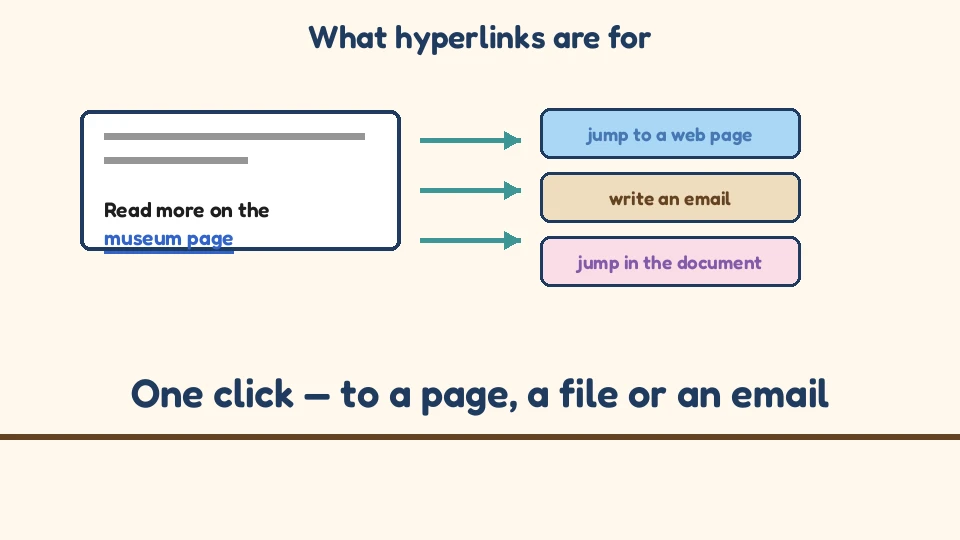 What hyperlinks are for
Read more on the
museum page
jump to a web page
write an email
jump in the document
One click — to a page, a file or an email